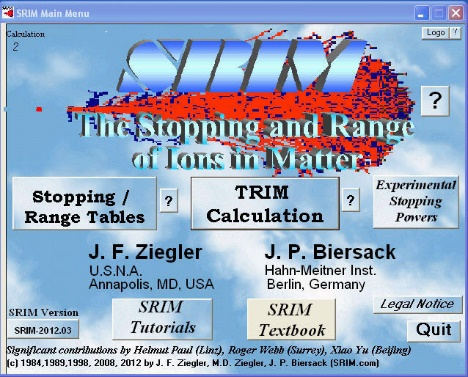 SRIM Main Menu
Calculation
2
Logo
?
SRIM
?
The Stopping and Range
of Ions in Matter
Stopping /
Range Tables
?
TRIM
Calculation
?
Experimental
Stopping
Powers
J. F. Ziegler
U.S.N.A.
Annapolis, MD, USA
J. P. Biersack
Hahn-Meitner Inst.
Berlin, Germany
SRIM Version
SRIM-2012.03
SRIM
Tutorials
SRIM
Textbook
Legal Notice
Quit
Significant contributions by Helmut Paul (Linz), Roger Webb (Surrey), Xiao Yu (Beijing)
(c) 1984,1989,1998, 2008, 2012 by J. F. Ziegler, M.D. Ziegler, J. P. Biersack (SRIM.com)